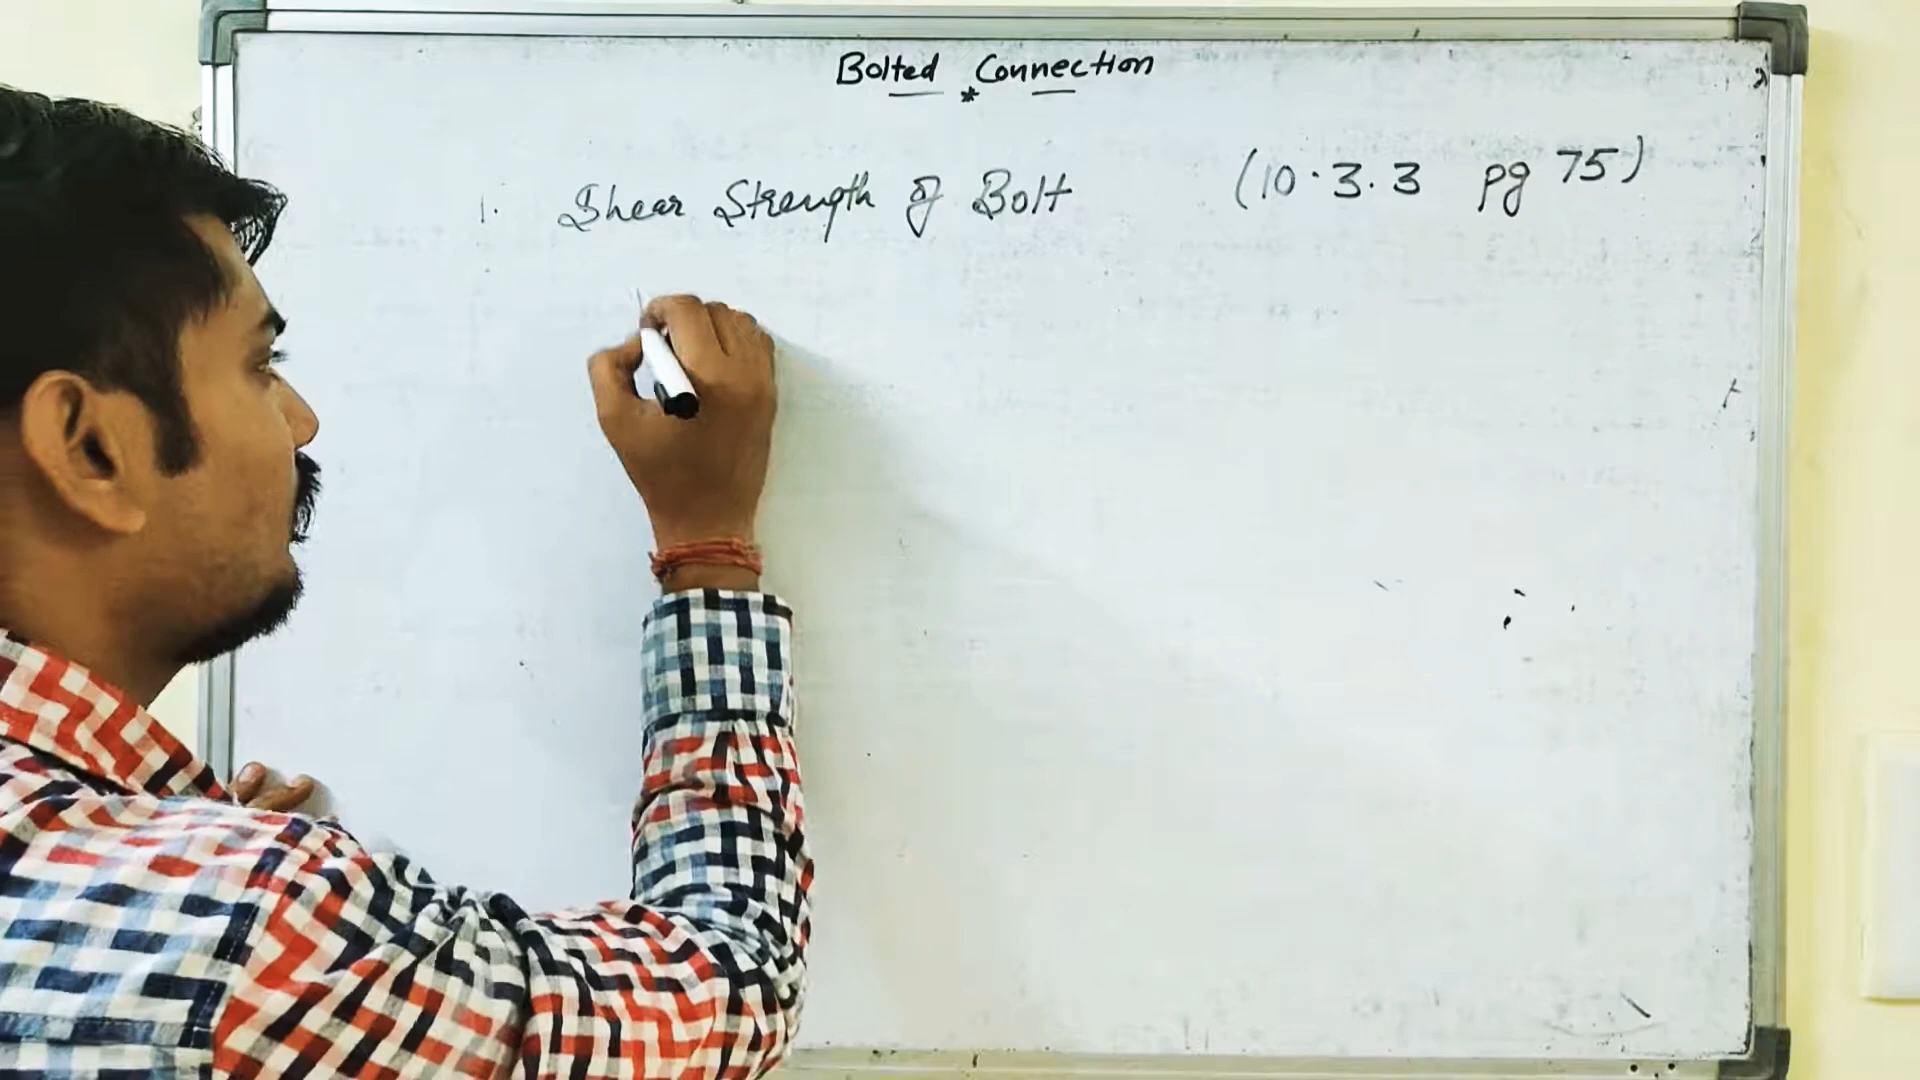 Bolted Connection
1. Shear Strength of Bolt (10.3.3 pg 75)